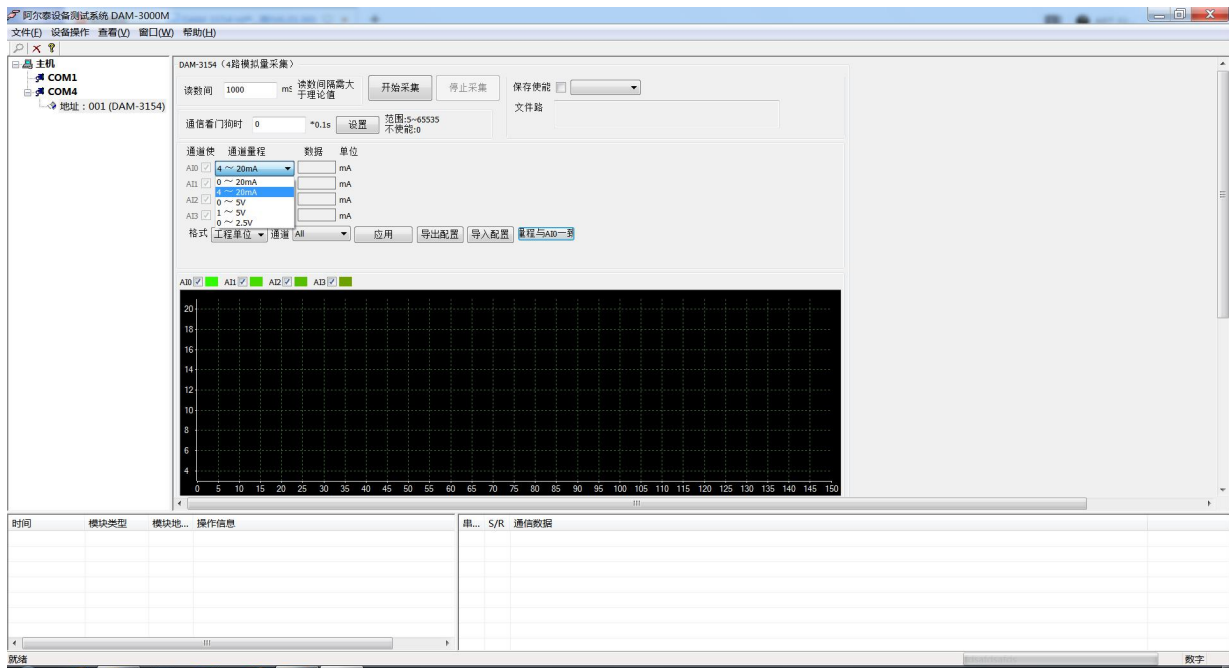 阿尔泰设备测试系统 DAM-3000M
文件(F) 设备操作 查看(V) 窗口(W) 帮助(H)
主机
COM1
COM4
地址：001 (DAM-3154)
DAM-3154（4路模拟量采集）
读数间 1000 ms 读数间隔需大于理论值 开始采集 停止采集 保存使能
文件路
通信看门狗时 0 *0.1s 设置 范围:5~65535
不使能:0
通道使 通道量程 数据 单位
AI0 4 ～ 20mA mA
AI1 0 ～ 20mA mA
4 ～ 20mA
AI2 0 ～ 5V mA
AI3 1 ～ 5V mA
0 ～ 2.5V
格式 工程单位 通道 All 应用 导出配置 导入配置 量程与AI0一致
AI0 AI1 AI2 AI3
20
18
16
14
12
10
8
6
4
0 5 10 15 20 25 30 35 40 45 50 55 60 65 70 75 80 85 90 95 100 105 110 115 120 125 130 135 140 145 150
时间 模块类型 模块地... 操作信息 串... S/R 通信数据
就绪 数字